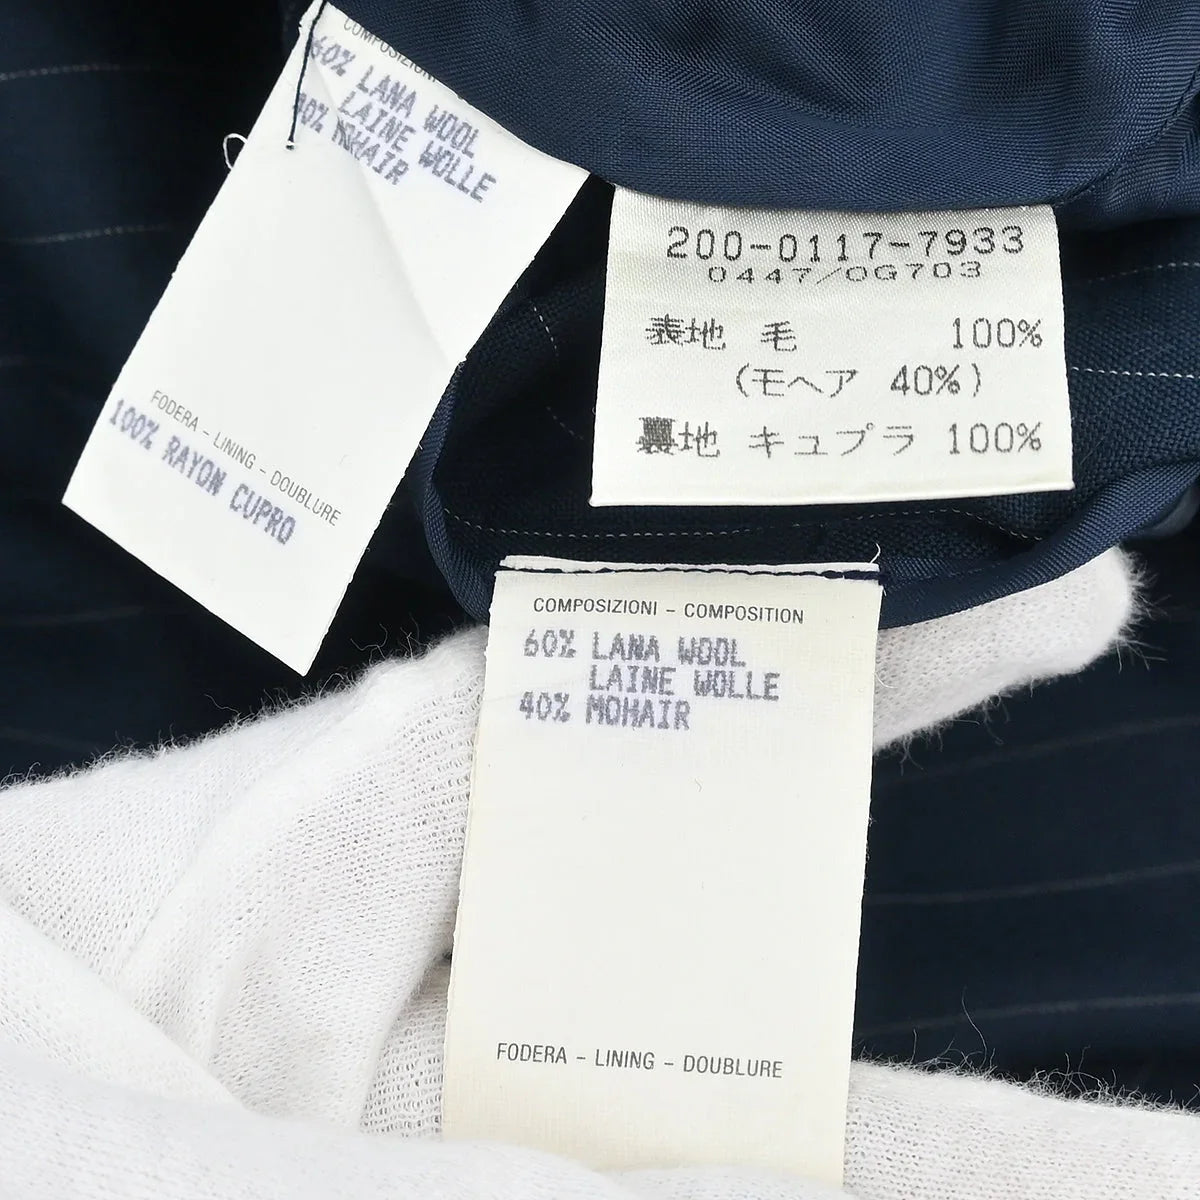 COMPOSIZIONI
60% LANA WOOL
LAINE WOLLE
40% MOHAIR
FODERA - LINING - DOUBLURE
100% RAYON CUPRO
200-0117-7933
0447/0G703
表地 毛 100%
(モヘア 40%)
裏地 キュプラ 100%
COMPOSIZIONI - COMPOSITION
60% LANA WOOL
LAINE WOLLE
40% MOHAIR
FODERA - LINING - DOUBLURE